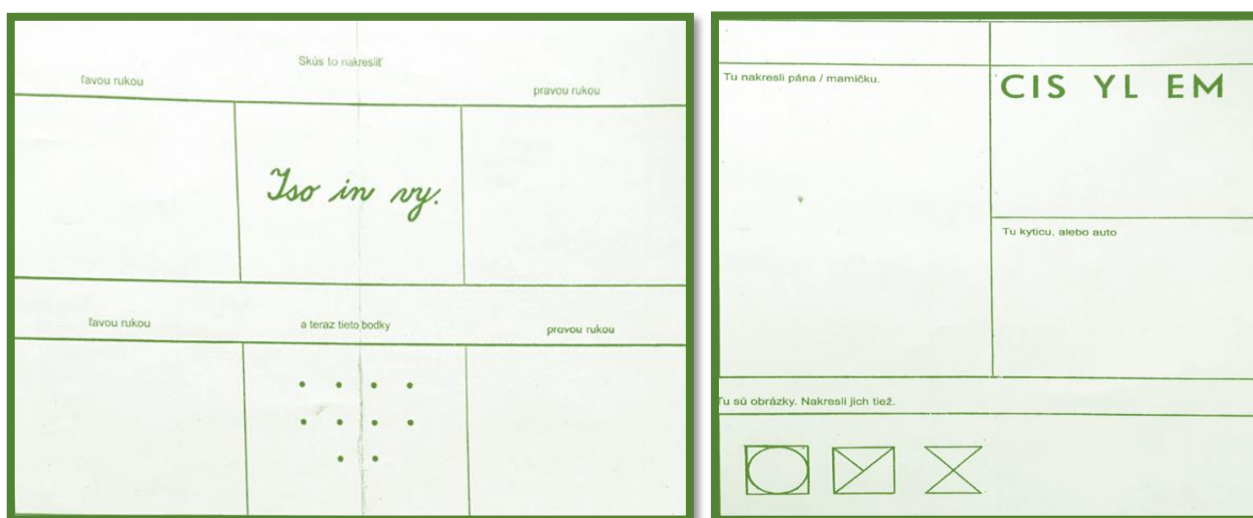 Skús to nakresliť
ľavou rukou
pravou rukou
Iso in vy.
ľavou rukou
a teraz tieto bodky
pravou rukou
Tu nakresli pána / mamičku.
CIS YL EM
Tu kyticu, alebo auto
Tu sú obrázky. Nakresli jich tiež.